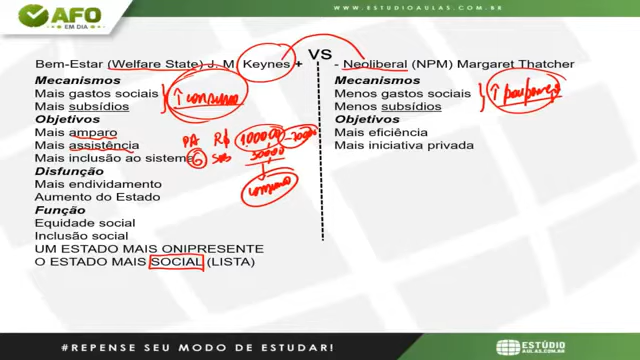 AFO
EM DIA
WWW.ESTUDIOAULAS.COM.BR
Bem-Estar (Welfare State) J. M. Keynes +
VS
- Neoliberal (NPM) Margaret Thatcher
Mecanismos
Mais gastos sociais
Mais subsídios
↑ consumo
Objetivos
Mais amparo
Mais assistência
Mais inclusão ao sistema
PA R$ 100000
6
30000
consumo
Disfunção
Mais endividamento
Aumento do Estado
Função
Equidade social
Inclusão social
UM ESTADO MAIS ONIPRESENTE
O ESTADO MAIS SOCIAL (LISTA)
Mecanismos
Menos gastos sociais
Menos subsídios
↑ poupança
Objetivos
Mais eficiência
Mais iniciativa privada
#REPENSE SEU MODO DE ESTUDAR!
ESTÚDIO
AULAS.COM.BR